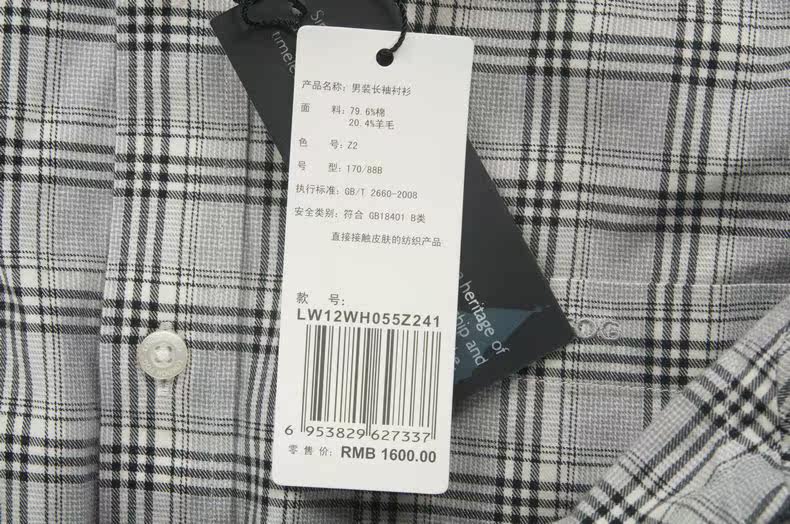 产品名称: 男装长袖衬衫
面 料: 79.6%棉
20.4%羊毛
色 号: Z2
号 型: 170/88B
执行标准: GB/T 2660-2008
安全类别: 符合 GB18401 B类
直接接触皮肤的纺织产品
款 号:
LW12WH055Z241
6 953829 627337
零售价: RMB 1600.00
heritage of
and